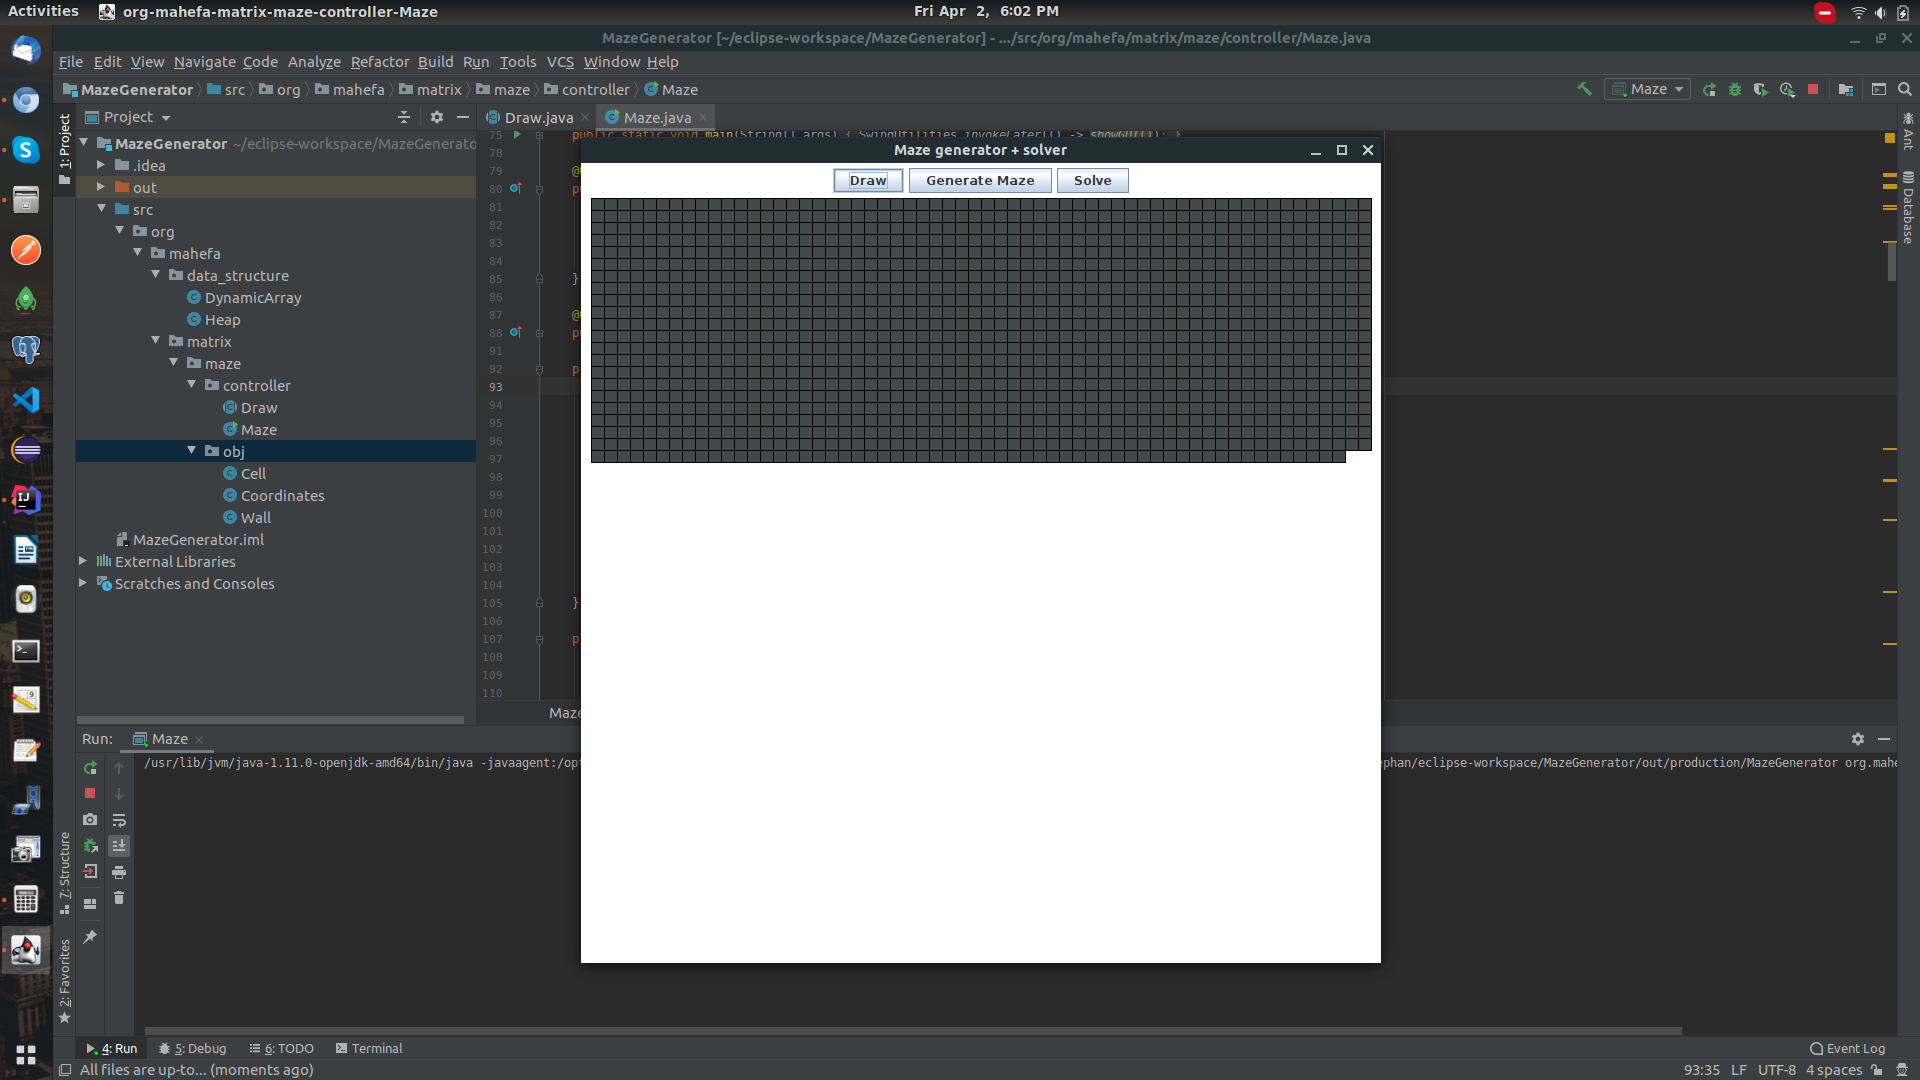 Activities org-mahefa-matrix-maze-controller-Maze Fri Apr 2, 6:02 PM
MazeGenerator [~/eclipse-workspace/MazeGenerator] - .../src/org/mahefa/matrix/maze/controller/Maze.java
File Edit View Navigate Code Analyze Refactor Build Run Tools VCS Window Help
MazeGenerator src org mahefa matrix maze controller Maze Maze
Project Draw.java Maze.java
1: Project
Ant
Database
MazeGenerator ~/eclipse-workspace/MazeGenerato
.idea
out
src
org
mahefa
data_structure
DynamicArray
Heap
matrix
maze
controller
Draw
Maze
obj
Cell
Coordinates
Wall
MazeGenerator.iml
External Libraries
Scratches and Consoles
75 public static void main(String[] args) { SwingUtilities.invokeLater(() -> showGUI()); }
78
79 @
80 p
81
82
83
84
85 }
86
87 @
88 p
91
92 p
93
94
95
96
97
98
99
100
101
102
103
104
105 }
106
107 p
108
109
110
Maze
Maze generator + solver
Draw Generate Maze Solve
Run: Maze
/usr/lib/jvm/java-1.11.0-openjdk-amd64/bin/java -javaagent:/op
ephan/eclipse-workspace/MazeGenerator/out/production/MazeGenerator org.mahe
7: Structure
2: Favorites
4: Run 5: Debug 6: TODO Terminal Event Log
All files are up-to... (moments ago) 93:35 LF UTF-8 4 spaces